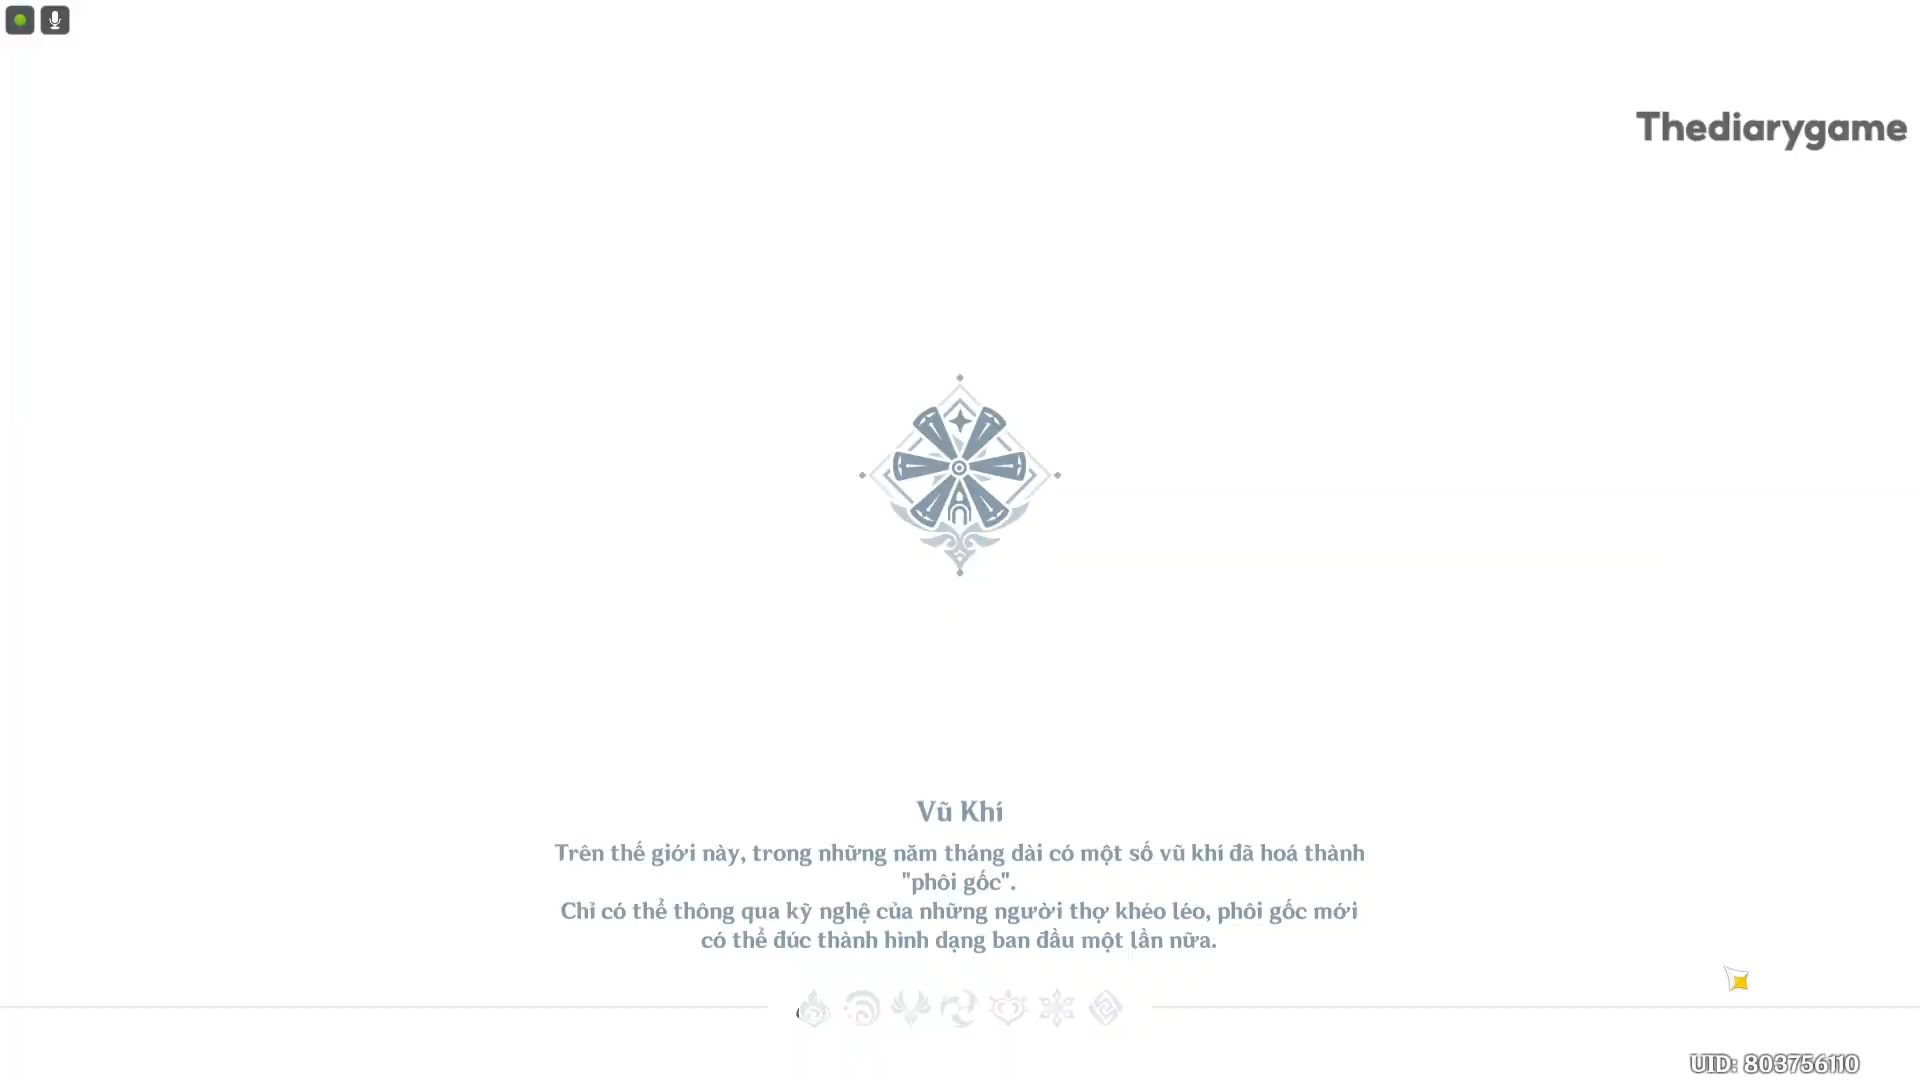 Thediarygame
Vũ Khí
Trên thế giới này, trong những năm tháng dài có một số vũ khí đã hoá thành
"phôi gốc".
Chỉ có thể thông qua kỹ nghệ của những người thợ khéo léo, phôi gốc mới
có thể đúc thành hình dạng ban đầu một lần nữa.
UID: 803756110